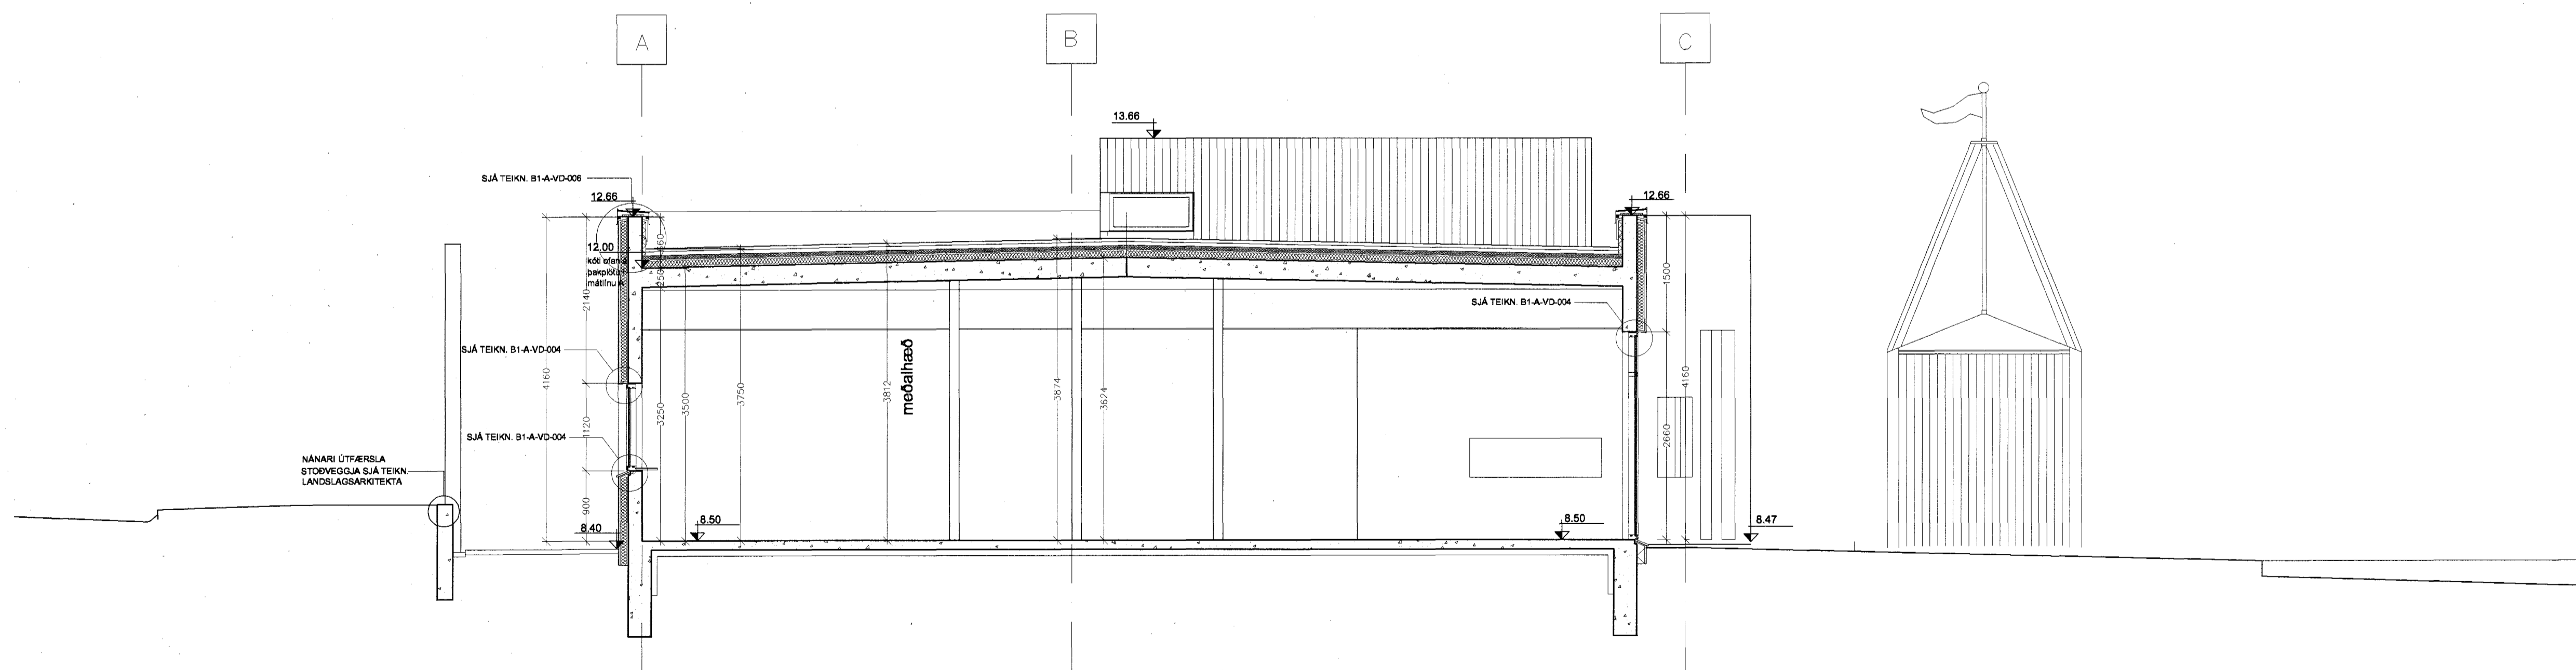 A
B
C
13.66
SJÁ TEIKN. B1-A-VD-006
12.66
12.66
12.00
kóti ofan á
þakplötu í
málínu A
660
250
2140
4160
1120
900
3250
3500
3750
3812
meðalhæð
3874
3624
SJÁ TEIKN. B1-A-VD-004
SJÁ TEIKN. B1-A-VD-004
SJÁ TEIKN. B1-A-VD-004
1500
4160
2660
NÁNARI ÚTFÆRSLA
STOÐVEGGJA SJÁ TEIKN.
LANDSLAGSARKITEKTA
8.40
8.50
8.50
8.47